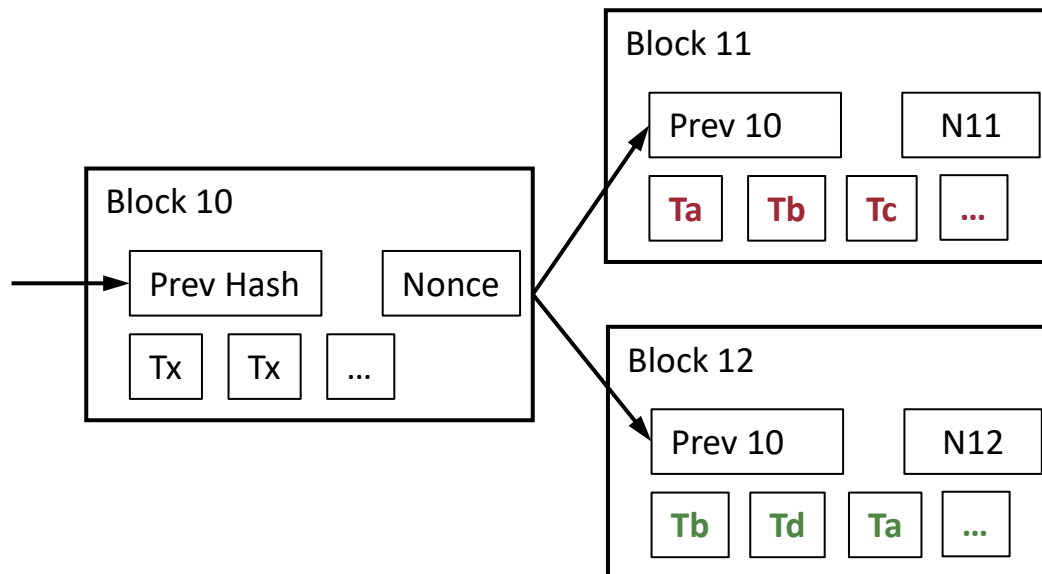 Block 10
Prev Hash Nonce
Tx Tx ...
Block 11
Prev 10 N11
Ta Tb Tc ...
Block 12
Prev 10 N12
Tb Td Ta ...